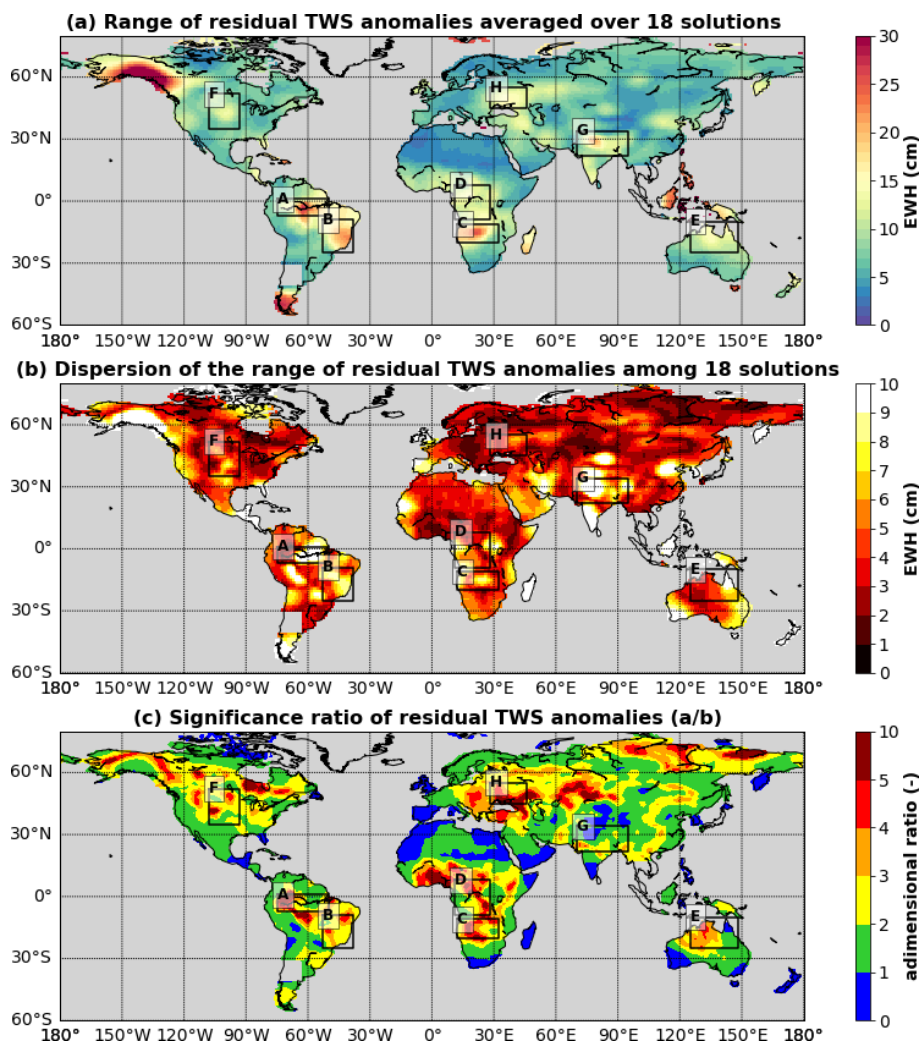 (a) Range of residual TWS anomalies averaged over 18 solutions
60°N
30°N
0°
30°S
60°S
180° 150°W 120°W 90°W 60°W 30°W 0° 30°E 60°E 90°E 120°E 150°E 180°
F
H
G
A
B
D
C
E
30
25
20
15
10
5
0
EWH (cm)
(b) Dispersion of the range of residual TWS anomalies among 18 solutions
60°N
30°N
0°
30°S
60°S
180° 150°W 120°W 90°W 60°W 30°W 0° 30°E 60°E 90°E 120°E 150°E 180°
F
H
G
A
B
D
C
E
10
9
8
7
6
5
4
3
2
1
0
EWH (cm)
(c) Significance ratio of residual TWS anomalies (a/b)
60°N
30°N
0°
30°S
60°S
180° 150°W 120°W 90°W 60°W 30°W 0° 30°E 60°E 90°E 120°E 150°E 180°
F
H
G
A
B
D
C
E
10
5
4
3
2
1
0
adimensional ratio (-)